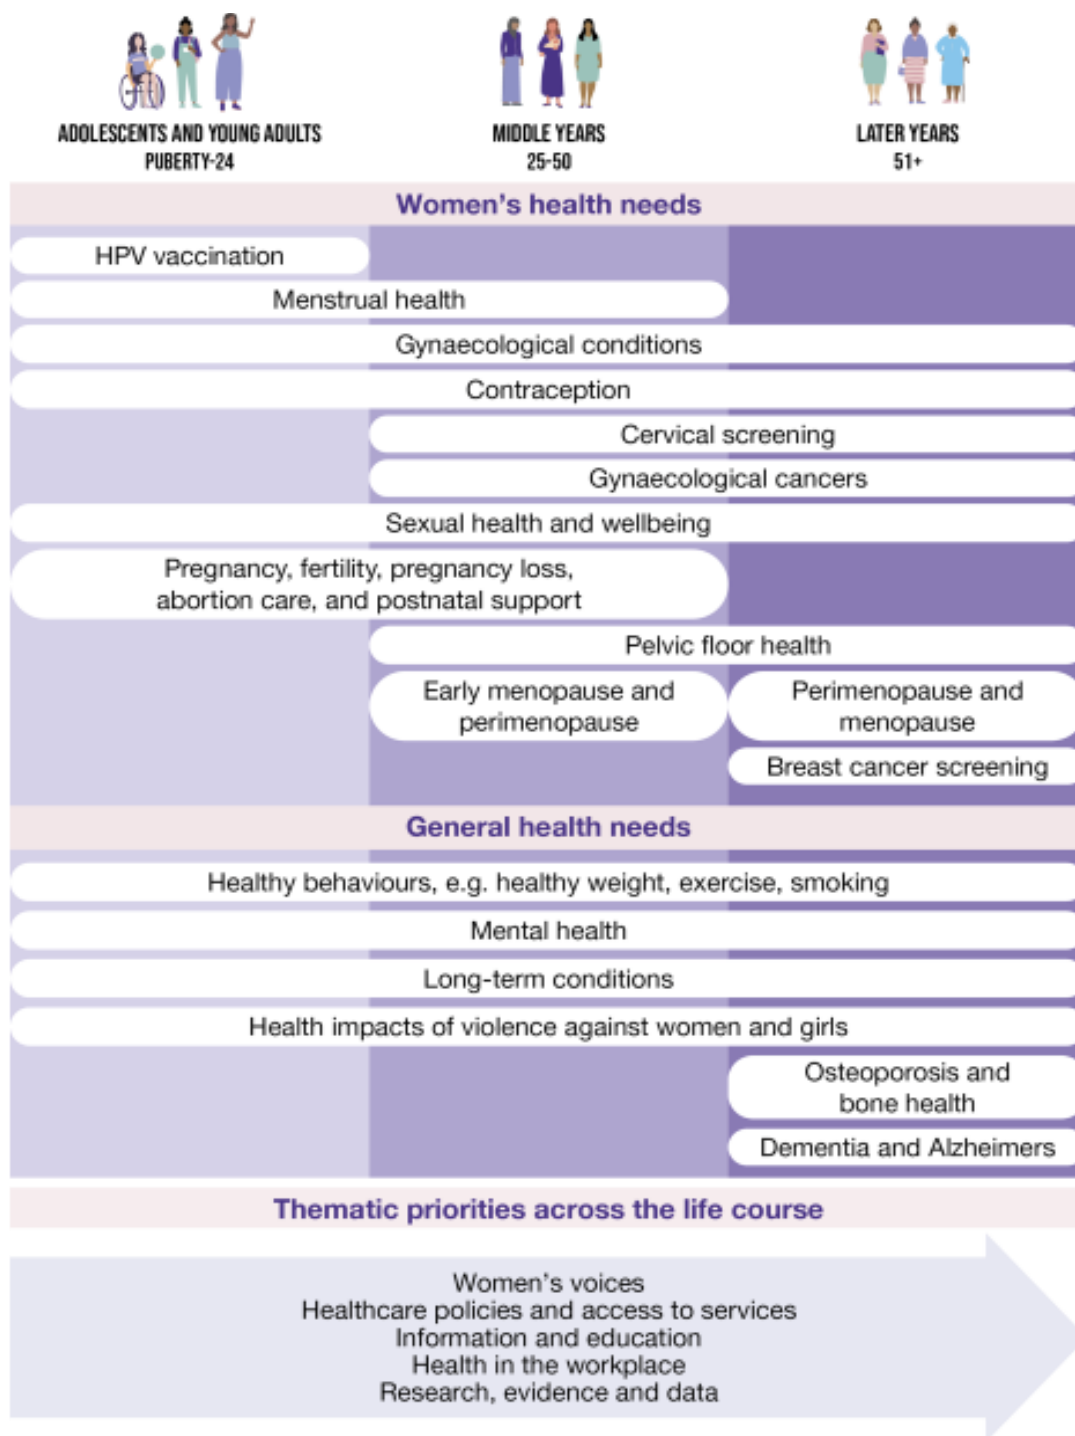 ADOLESCENTS AND YOUNG ADULTS
PUBERTY-24
MIDDLE YEARS
25-50
LATER YEARS
51+
Women's health needs
HPV vaccination
Menstrual health
Gynaecological conditions
Contraception
Cervical screening
Gynaecological cancers
Sexual health and wellbeing
Pregnancy, fertility, pregnancy loss,
abortion care, and postnatal support
Pelvic floor health
Early menopause and
perimenopause
Perimenopause and
menopause
Breast cancer screening
General health needs
Healthy behaviours, e.g. healthy weight, exercise, smoking
Mental health
Long-term conditions
Health impacts of violence against women and girls
Osteoporosis and
bone health
Dementia and Alzheimers
Thematic priorities across the life course
Women's voices
Healthcare policies and access to services
Information and education
Health in the workplace
Research, evidence and data